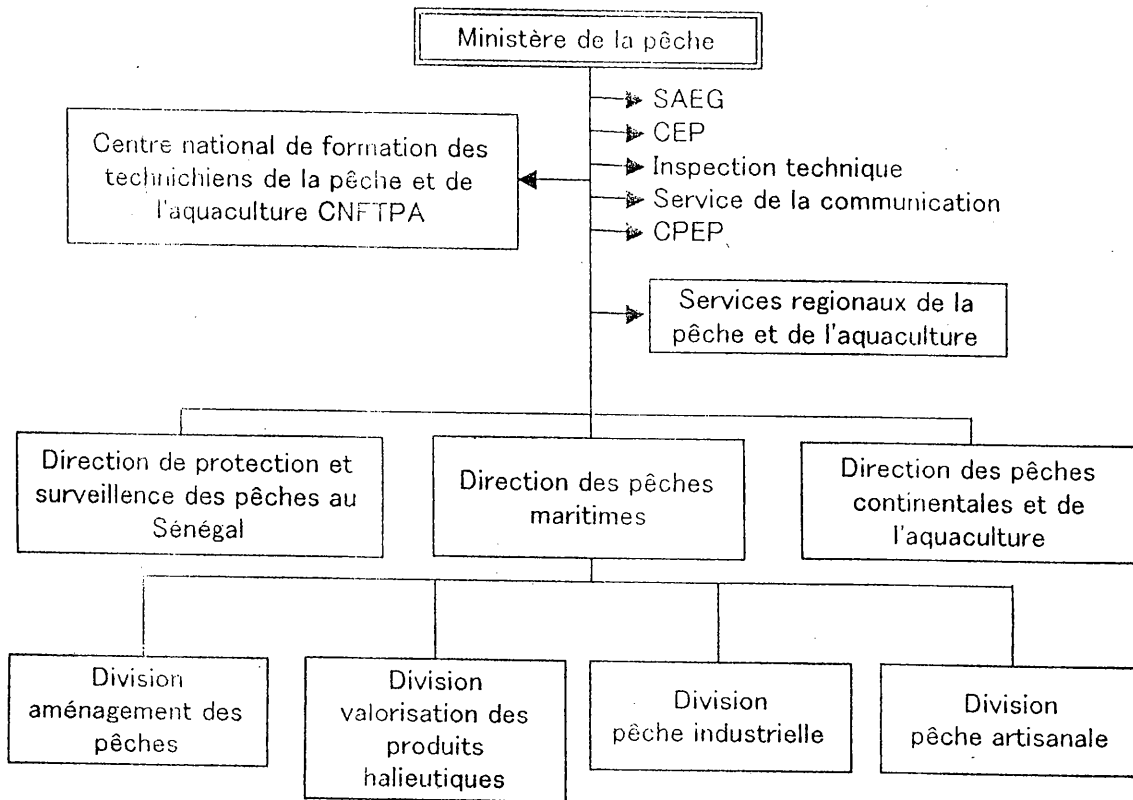 Ministère de la pêche
SAEG
CEP
Inspection technique
Service de la communication
CPEP
Centre national de formation des
technichiens de la pêche et de
l'aquaculture CNFTPA
Services regionaux de la
pêche et de l'aquaculture
Direction de protection et
surveillence des pêches au
Sénégal
Direction des pêches
maritimes
Direction des pêches
continentales et de
l'aquaculture
Division
aménagement des
pêches
Division
valorisation des
produits
halieutiques
Division
pêche industrielle
Division
pêche artisanale